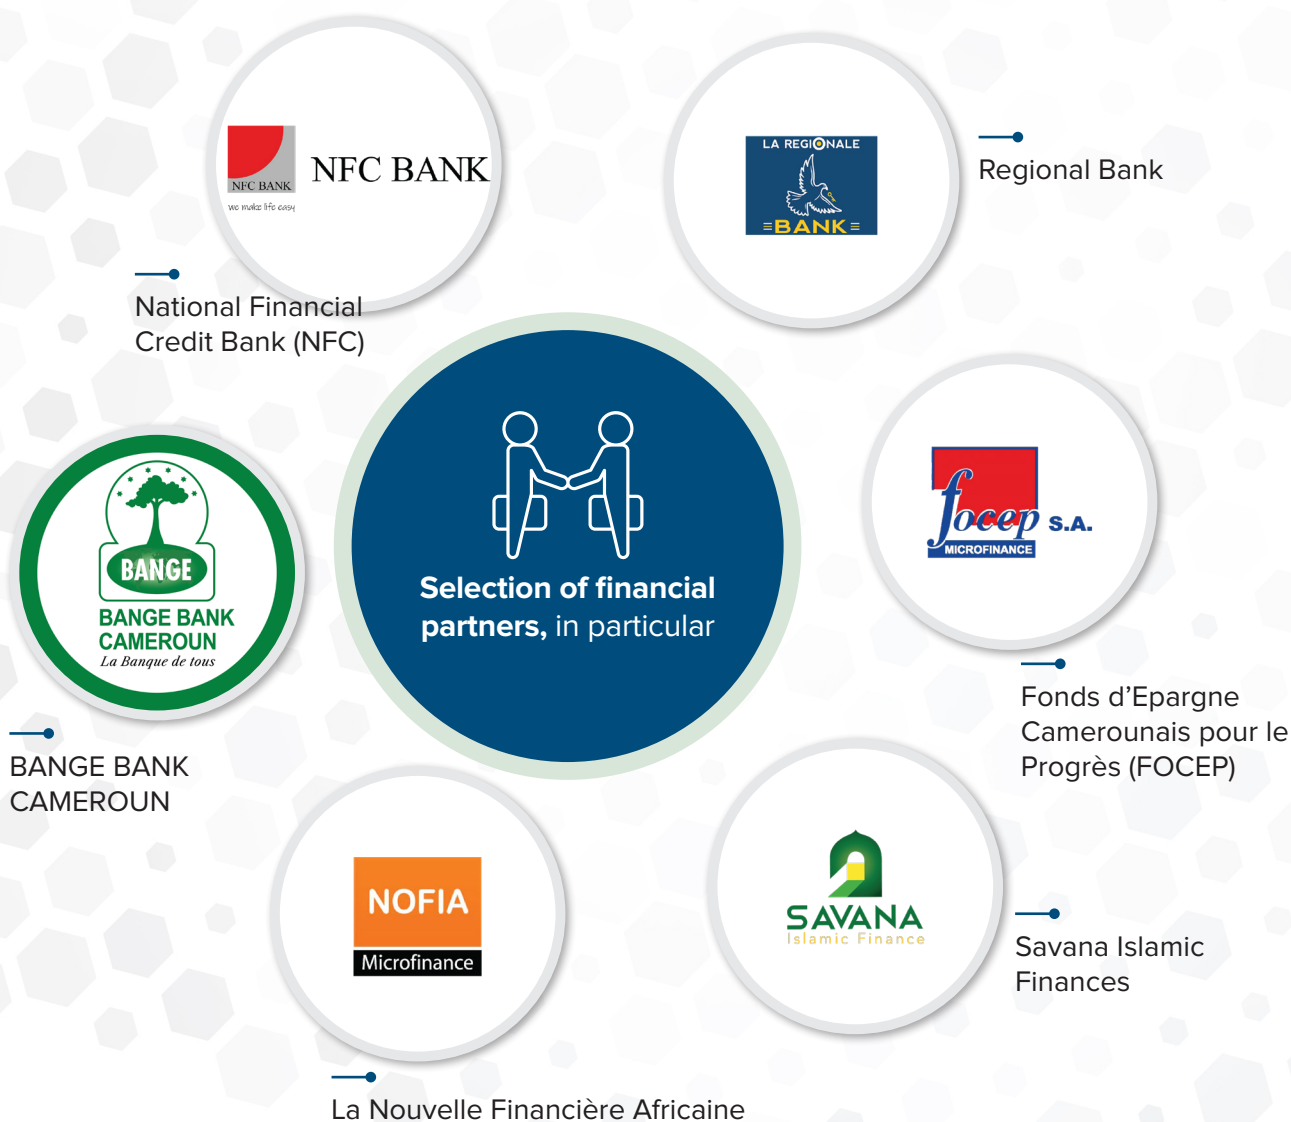 NFC BANK
we make life easy
NFC BANK
National Financial
Credit Bank (NFC)
LA REGIONALE
BANK
Regional Bank
BANGE
BANGE BANK
CAMEROUN
La Banque de tous
BANGE BANK
CAMEROUN
Selection of financial
partners, in particular
focep S.A.
MICROFINANCE
Fonds d’Epargne
Camerounais pour le
Progrès (FOCEP)
NOFIA
Microfinance
La Nouvelle Financière Africaine
SAVANA
Islamic Finance
Savana Islamic
Finances